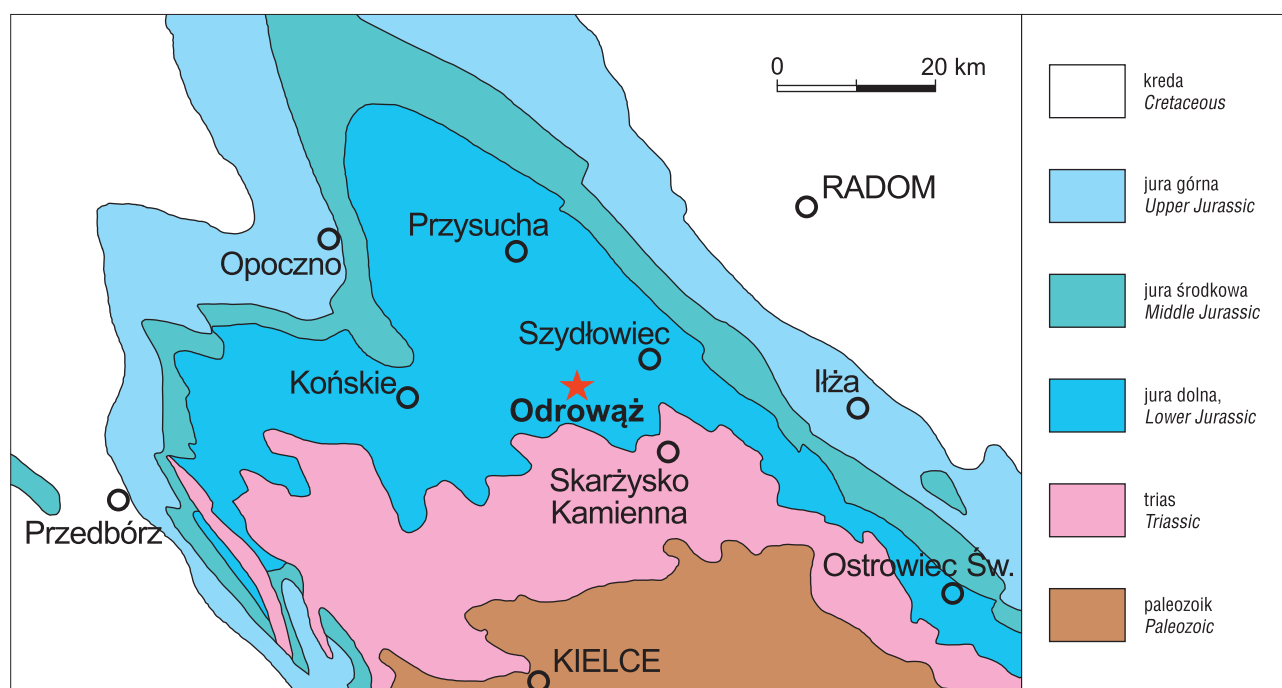 0 20 km
RADOM
Przysucha
Opoczno
Szydłowiec
Końskie
Iłża
Odrowąż
Skarżysko
Kamienna
Przedbórz
Ostrowiec Św.
KIELCE
kreda
Cretaceous
jura górna
Upper Jurassic
jura środkowa
Middle Jurassic
jura dolna,
Lower Jurassic
trias
Triassic
paleozoik
Paleozoic